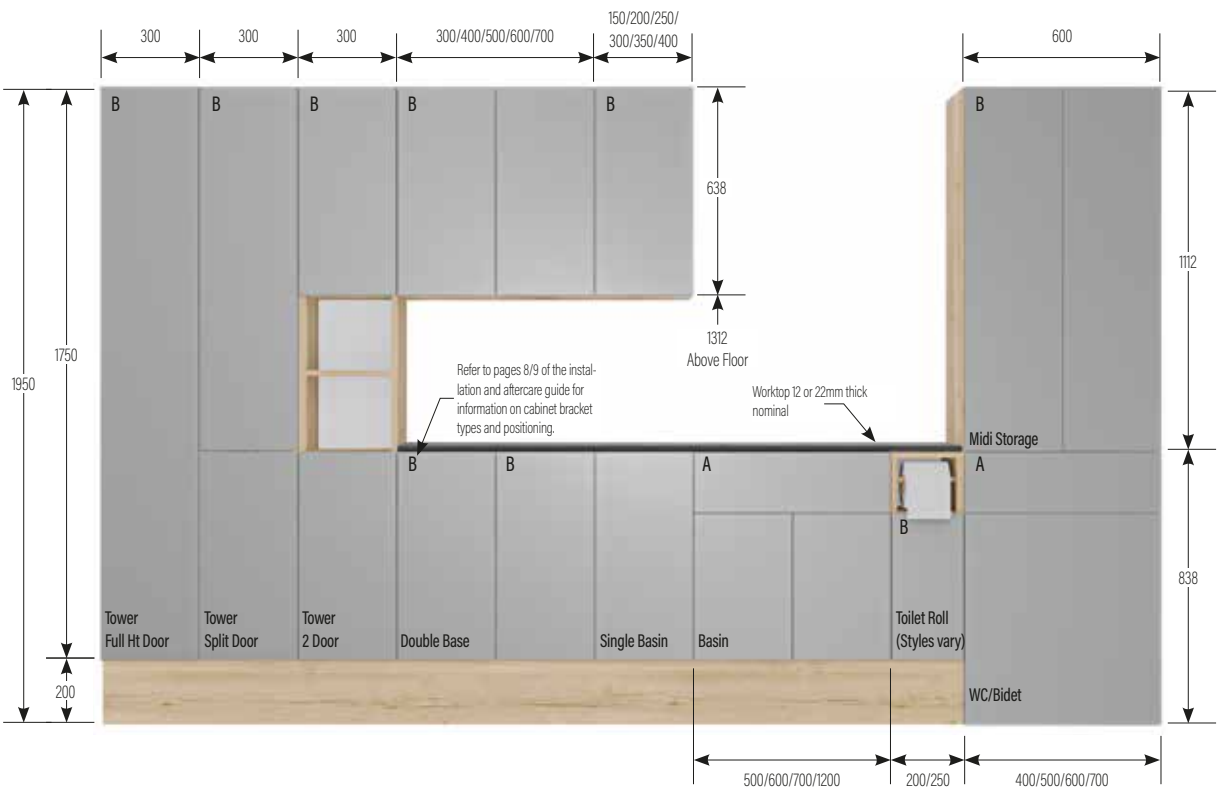 150/200/250/
300 300 300 300/400/500/600/700 300/350/400 600
B B B B B B
638
1112
1312
Above Floor
1750
1950
Refer to pages 8/9 of the instal-
lation and aftercare guide for
information on cabinet bracket
types and positioning.
Worktop 12 or 22mm thick
nominal
Midi Storage
B B A A
B
838
Tower
Full Ht Door
Tower
Split Door
Tower
2 Door
Double Base
Single Basin
Basin
Toilet Roll
(Styles vary)
200
WC/Bidet
500/600/700/1200 200/250 400/500/600/700